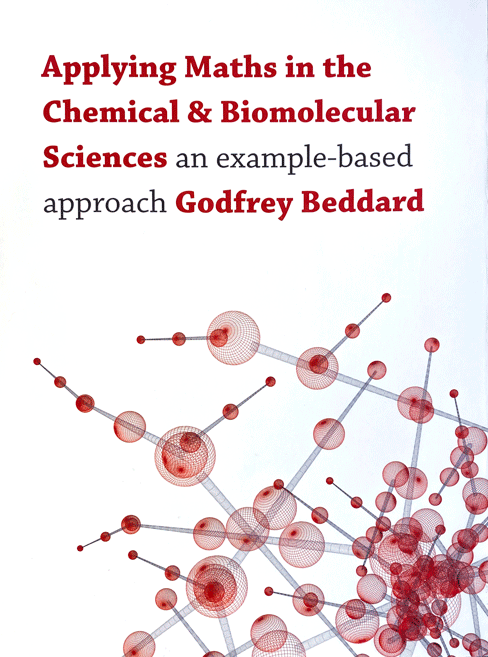 Applying Maths in the
Chemical & Biomolecular
Sciences an example-based
approach Godfrey Beddard